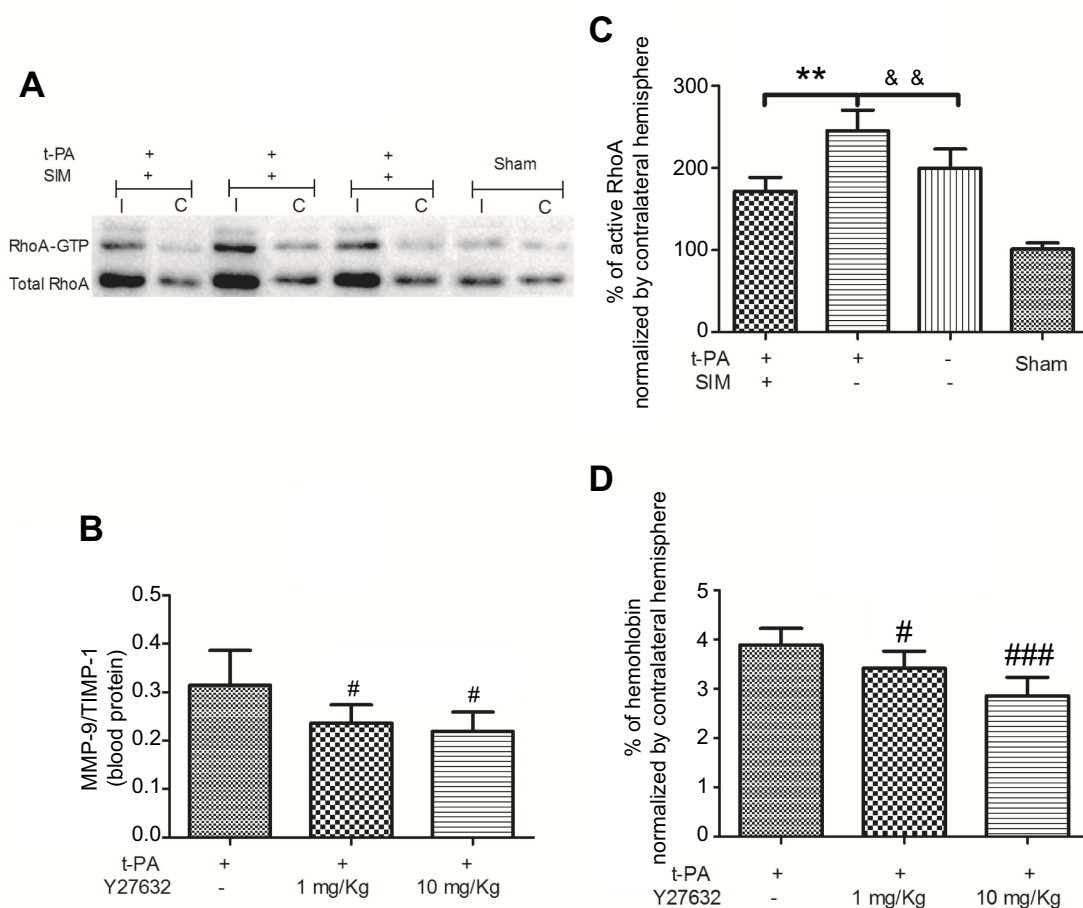 A
t-PA + + + Sham
SIM + + +
I C I C I C I C
RhoA-GTP
Total RhoA
C
% of active RhoA
normalized by contralateral hemisphere
300
200
100
0
** & &
t-PA + + - Sham
SIM + - -
B
MMP-9/TIMP-1
(blood protein)
0.5
0.4
0.3
0.2
0.1
0.0
# #
t-PA + + +
Y27632 - 1 mg/Kg 10 mg/Kg
D
% of hemohlobin
normalized by contralateral hemisphere
5
4
3
2
1
0
# ###
t-PA + + +
Y27632 - 1 mg/Kg 10 mg/Kg